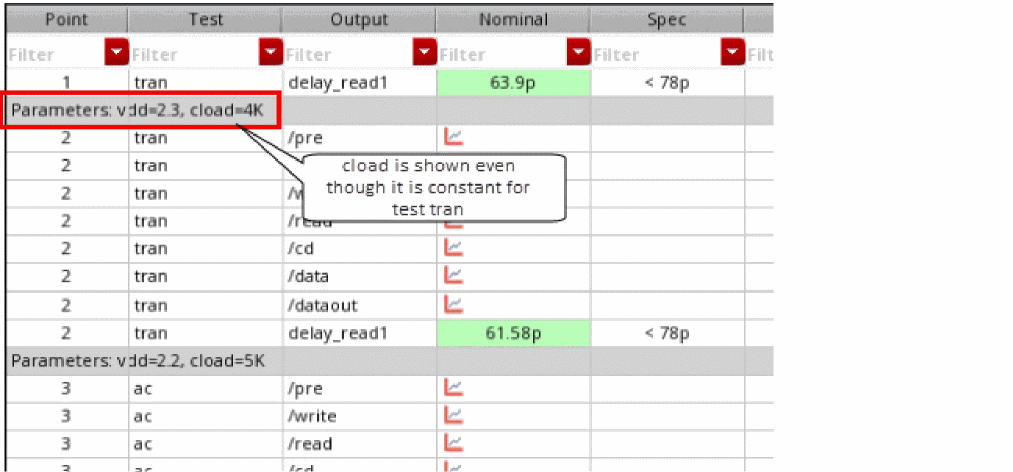 Point Test Output Nominal Spec
Filter Filter Filter Filter Filter Filt
1 tran delay_read1 63.9p < 78p
Parameters: vdd=2.3, cload=4K
2 tran /pre
2 tran
2 tran
2 tran /read
2 tran /cd
2 tran /data
2 tran /dataout
2 tran delay_read1 61.58p < 78p
cload is shown even
though it is constant for
test tran
Parameters: vdd=2.2, cload=5K
3 ac /pre
3 ac /write
3 ac /read
3 ac /cd